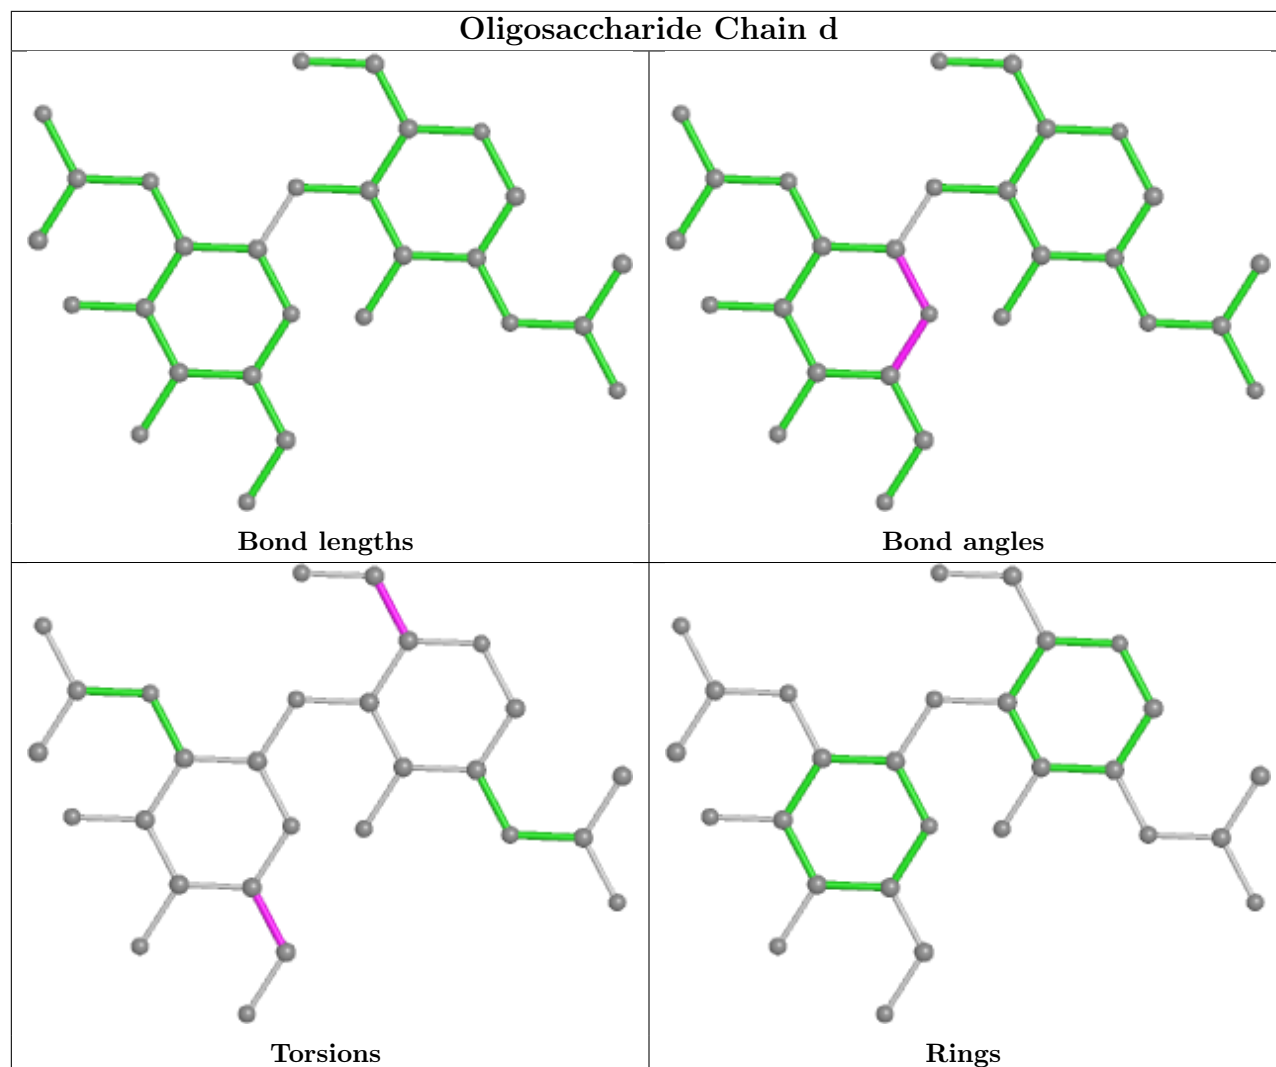 Oligosaccharide Chain d
Bond lengths
Bond angles
Torsions
Rings